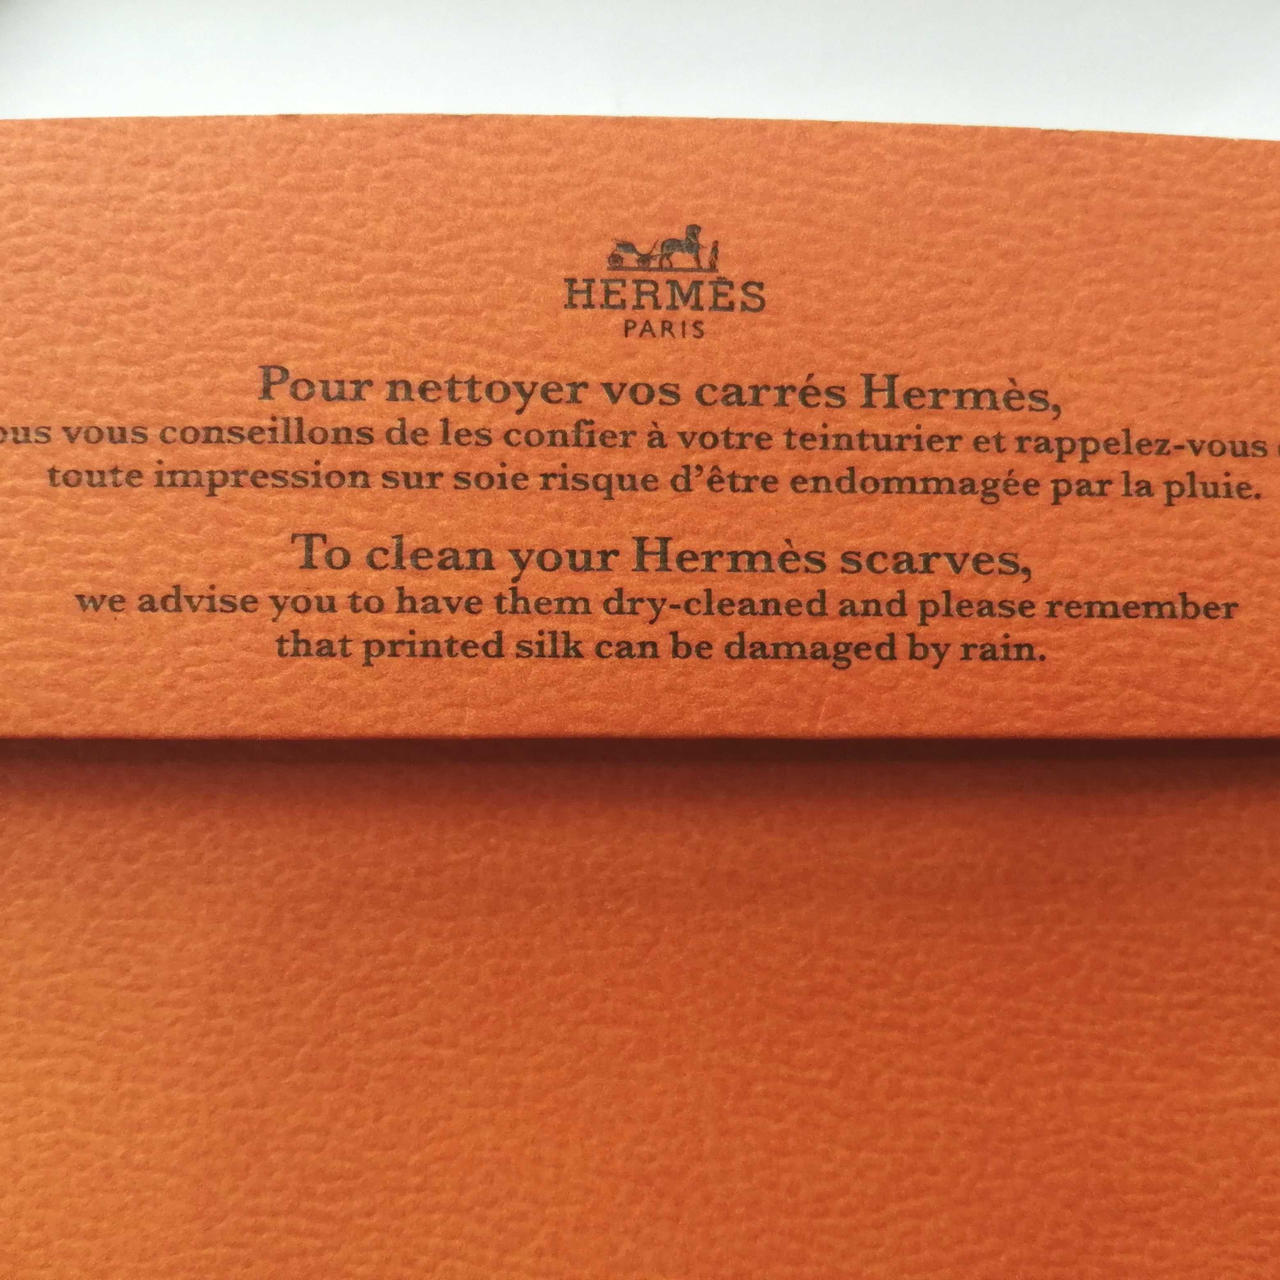 HERMÈS
PARIS
Pour nettoyer vos carrés Hermès,
vous conseillons de les confier à votre teinturier et rappelez-vous
toute impression sur soie risque d'être endommagée par la pluie.
To clean your Hermès scarves,
we advise you to have them dry-cleaned and please remember
that printed silk can be damaged by rain.